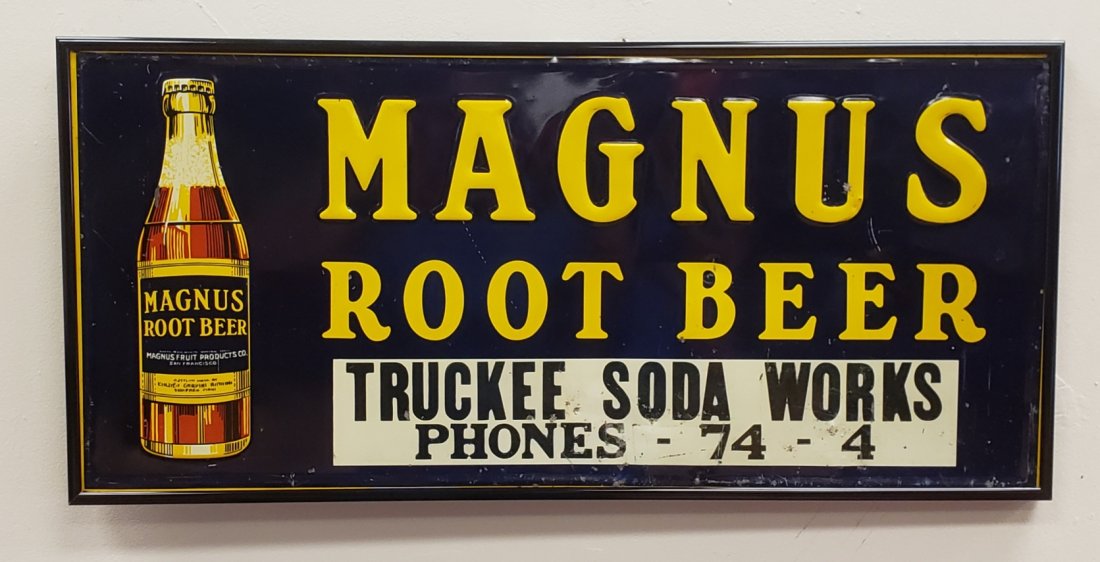 MAGNUS
ROOT BEER
TRUCKEE SODA WORKS
PHONES - 74 - 4
MAGNUS
ROOT BEER
MAGNUS FRUIT PRODUCTS CO.
SAN FRANCISCO